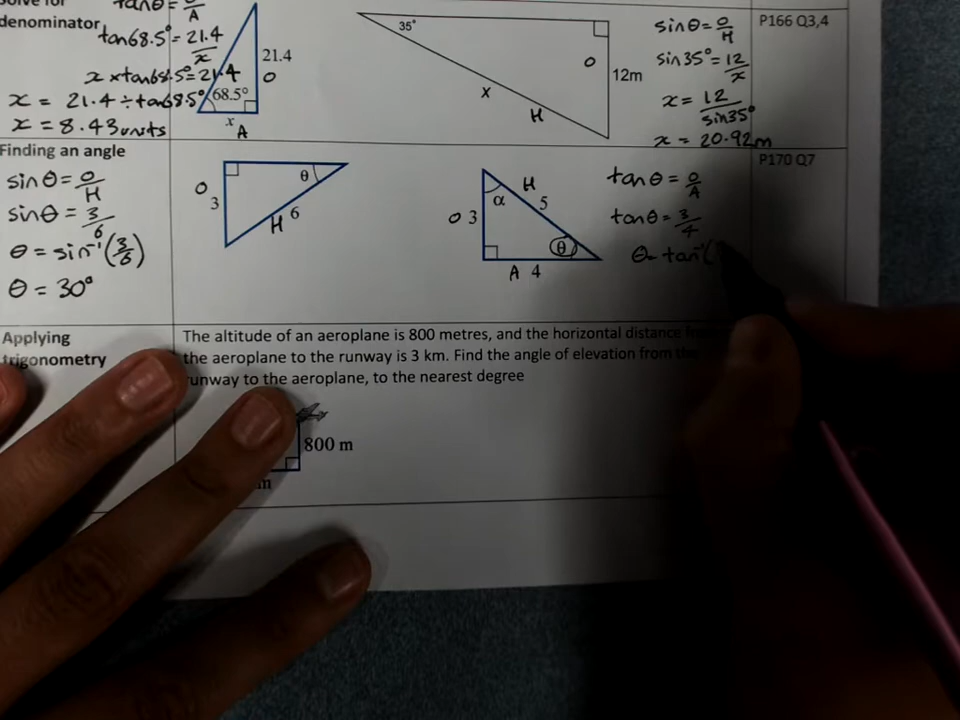 denominator
tanθ = O/A
tan68.5° = 21.4/x
x × tan68.5° = 21.4
x = 21.4 ÷ tan68.5°
x = 8.43units
21.4
O
68.5°
x
A
35°
O
12m
x
H
sinθ = O/H
sin35° = 12/x
x = 12/sin35°
x = 20.92m
P166 Q3,4
Finding an angle
sinθ = O/H
sinθ = 3/6
θ = sin⁻¹(3/6)
θ = 30°
O
3
θ
H 6
H
α
5
O 3
θ
A 4
tanθ = O/A
tanθ = 3/4
θ = tan⁻¹(
P170 Q7
Applying
trigonometry
The altitude of an aeroplane is 800 metres, and the horizontal distance
the aeroplane to the runway is 3 km. Find the angle of elevation from the
runway to the aeroplane, to the nearest degree
800 m
m